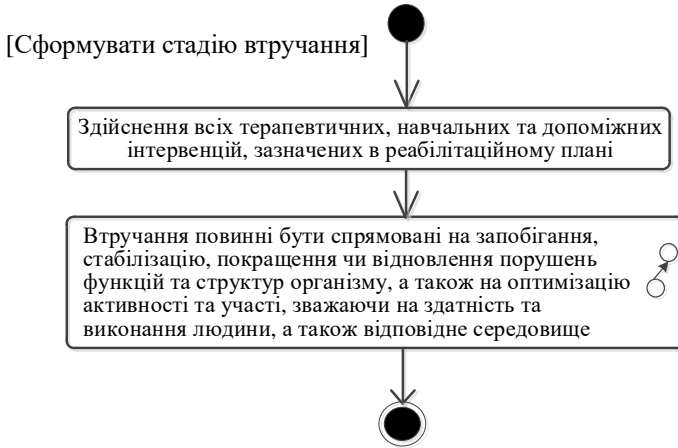 [Сформувати стадію втручання]
Здійснення всіх терапевтичних, навчальних та допоміжних
інтервенцій, зазначених в реабілітаційному плані
Втручання повинні бути спрямовані на запобігання,
стабілізацію, покращення чи відновлення порушень
функцій та структур організму, а також на оптимізацію
активності та участі, зважаючи на здатність та
виконання людини, а також відповідне середовище